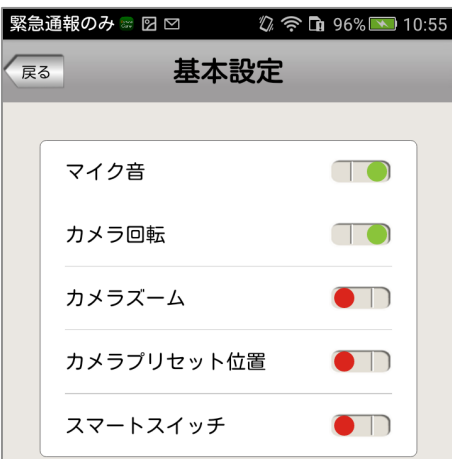 緊急通報のみ 96% 10:55
戻る 基本設定
マイク音
カメラ回転
カメラズーム
カメラプリセット位置
スマートスイッチ